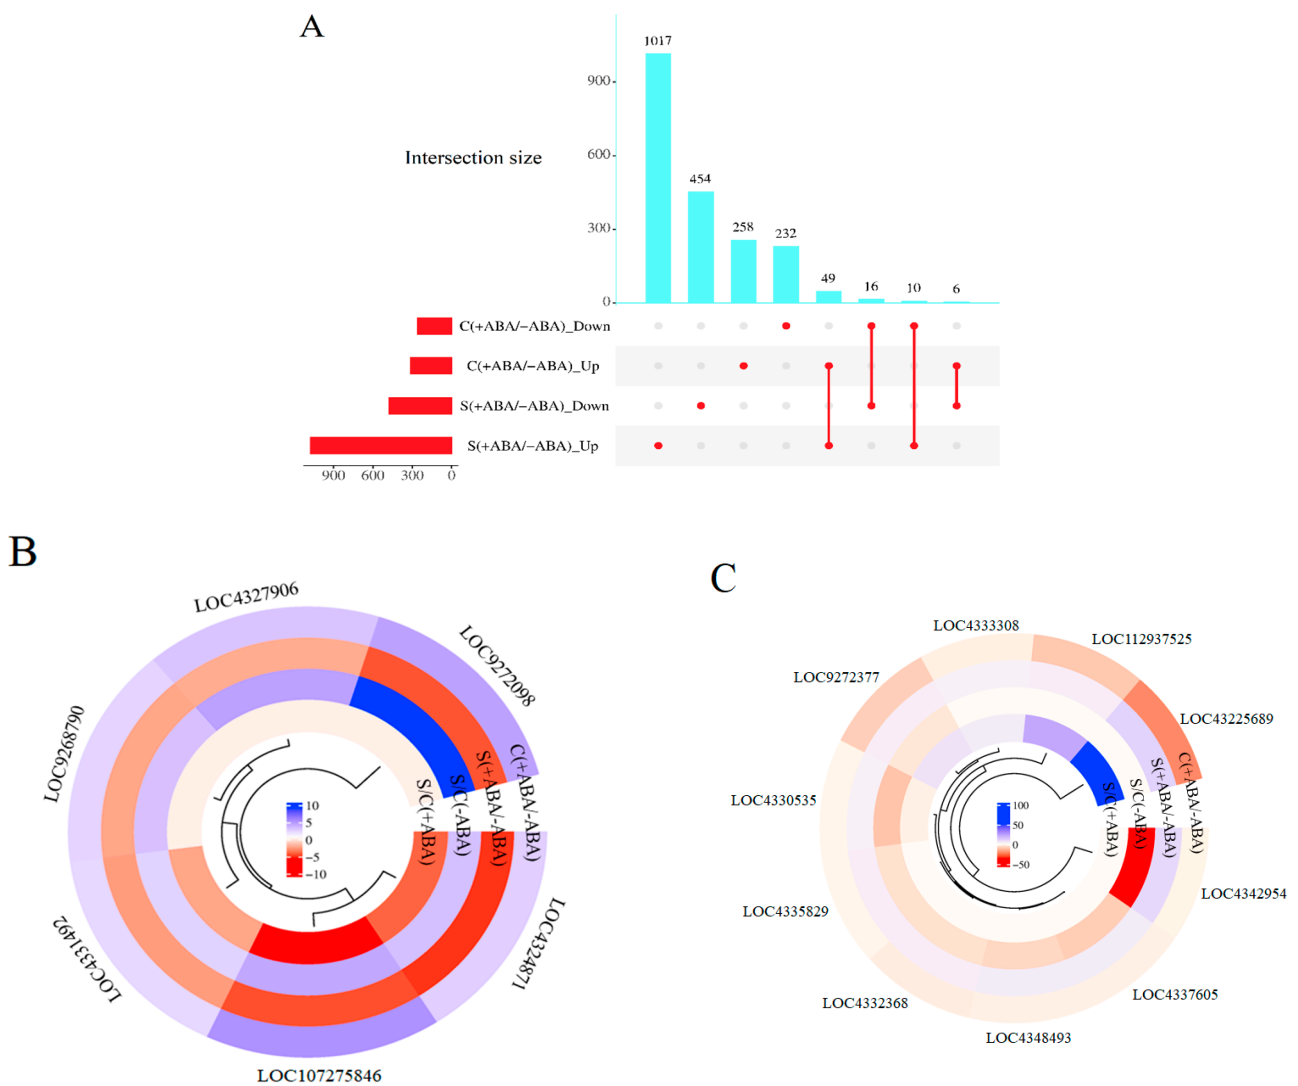 A
1017
900
600
Intersection size
454
300
258
232
49
16
10
6
0
C(+ABA/−ABA)_Down
C(+ABA/−ABA)_Up
S(+ABA/−ABA)_Down
S(+ABA/−ABA)_Up
900 600 300 0
B
LOC4327906
LOC9272098
LOC9268790
LOC4331492
LOC107275846
LOC4324871
S/C(+ABA)
S/C(-ABA)
S(+ABA/-ABA)
C(+ABA/-ABA)
10
5
0
−5
−10
C
LOC4333308
LOC112937525
LOC9272377
LOC43225689
LOC4330535
LOC4342954
LOC4335829
LOC4337605
LOC4332368
LOC4348493
S/C(+ABA)
S/C(-ABA)
S(+ABA/-ABA)
C(+ABA/-ABA)
100
50
0
−50